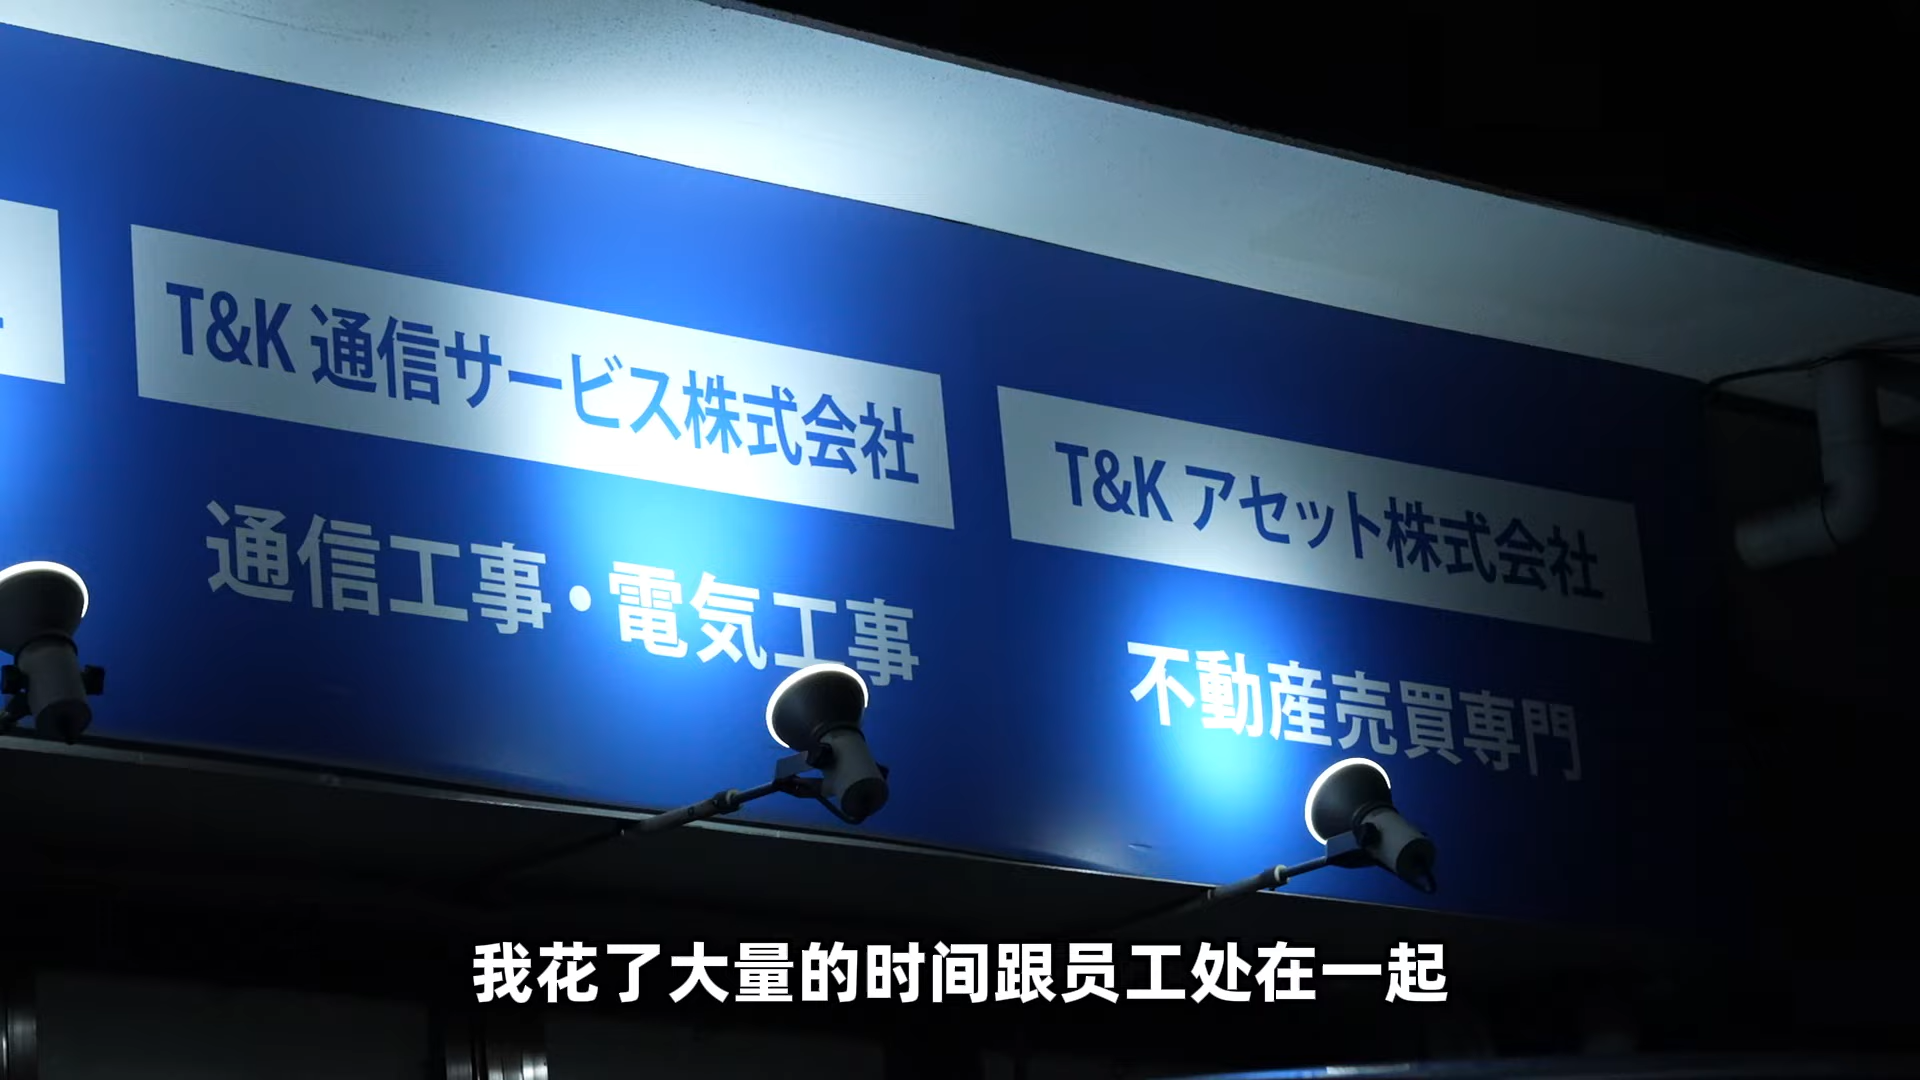 T&K 通信サービス株式会社
通信工事・電気工事
T&K アセット株式会社
不動産売買専門
我花了大量的时间跟员工处在一起